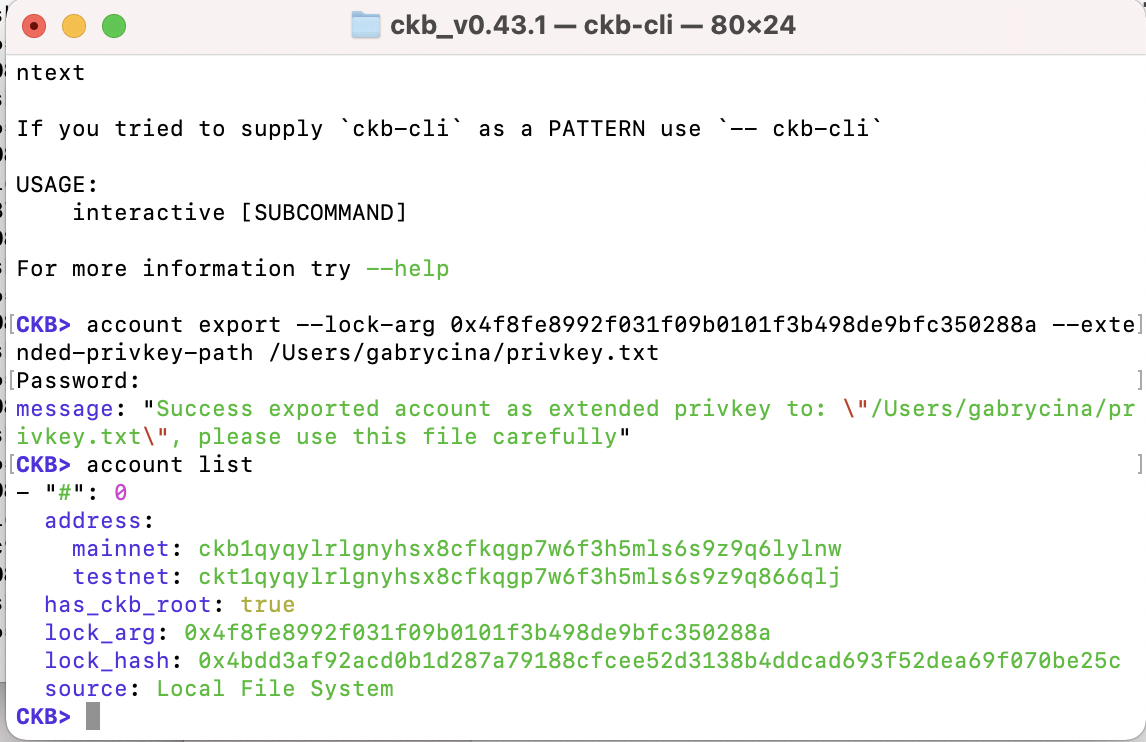 ckb_v0.43.1 — ckb-cli — 80×24
ntext
If you tried to supply `ckb-cli` as a PATTERN use `-- ckb-cli`
USAGE:
    interactive [SUBCOMMAND]
For more information try --help
[CKB> account export --lock-arg 0x4f8fe8992f031f09b0101f3b498de9bfc350288a --exte]
nded-privkey-path /Users/gabrycina/privkey.txt
[Password: ]
message: "Success exported account as extended privkey to: \"/Users/gabrycina/pr
ivkey.txt\", please use this file carefully"
[CKB> account list ]
- "#": 0
  address:
    mainnet: ckb1qyqylrlgnyhsx8cfkqgp7w6f3h5mls6s9z9q6lylnw
    testnet: ckt1qyqylrlgnyhsx8cfkqgp7w6f3h5mls6s9z9q866qlj
  has_ckb_root: true
  lock_arg: 0x4f8fe8992f031f09b0101f3b498de9bfc350288a
  lock_hash: 0x4bdd3af92acd0b1d287a79188cfcee52d3138b4ddcad693f52dea69f070be25c
  source: Local File System
CKB>